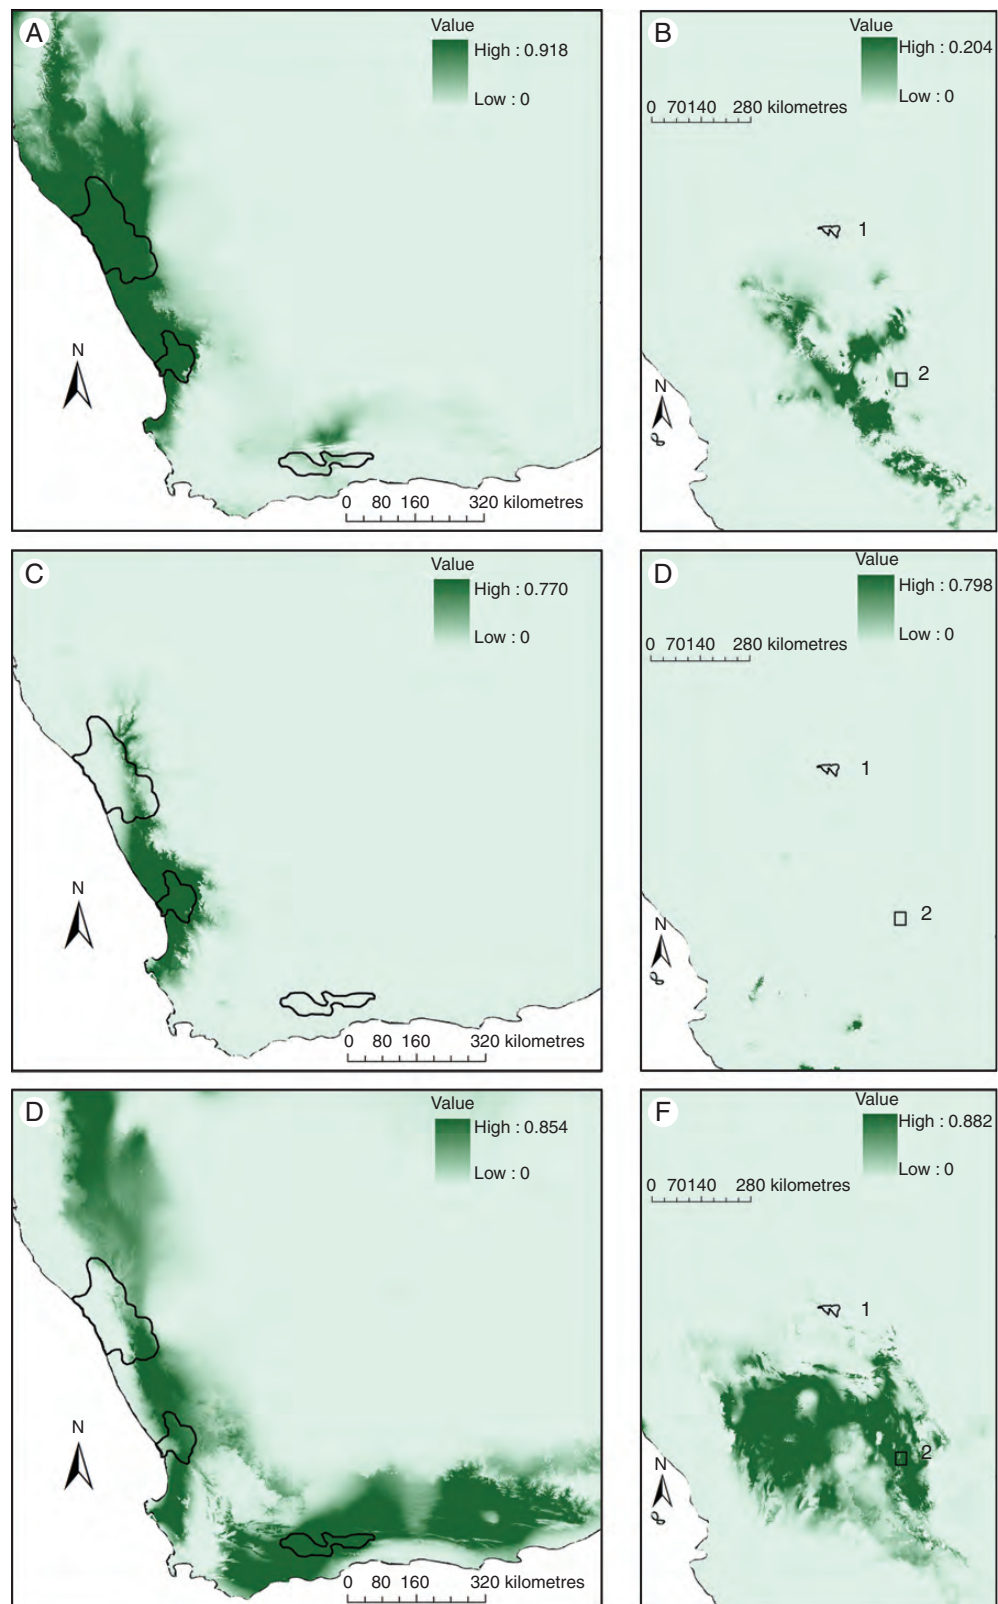 A
Value
High : 0.918
Low : 0
N
0 80 160 320 kilometres
B
Value
High : 0.204
Low : 0
0 70140 280 kilometres
1
2
N
C
Value
High : 0.770
Low : 0
N
0 80 160 320 kilometres
D
Value
High : 0.798
Low : 0
0 70140 280 kilometres
1
2
N
D
Value
High : 0.854
Low : 0
N
0 80 160 320 kilometres
F
Value
High : 0.882
Low : 0
0 70140 280 kilometres
1
2
N